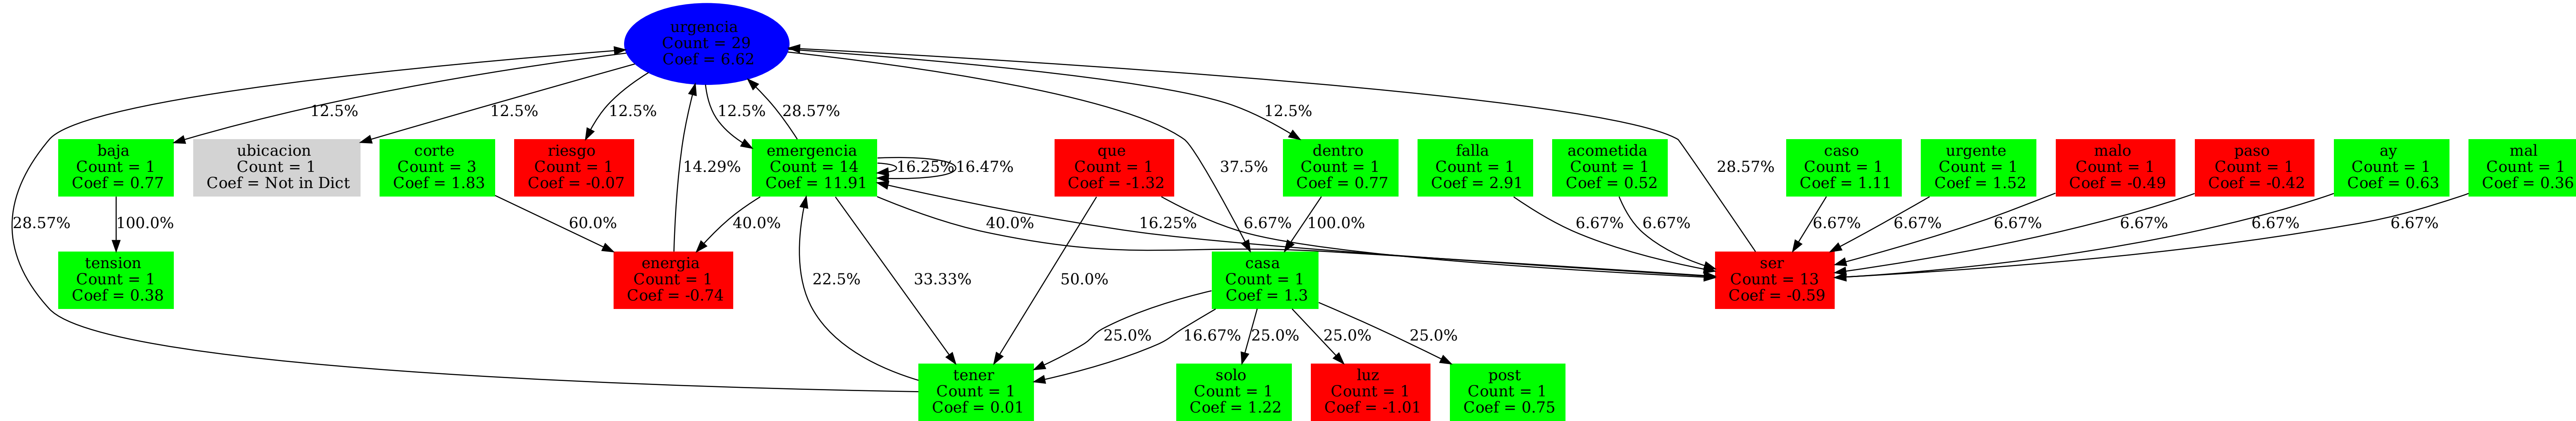 urgencia
Count = 29
Coef = 6.62
12.5%
12.5%
12.5%
12.5%
28.57%
12.5%
baja
Count = 1
Coef = 0.77
ubicacion
Count = 1
Coef = Not in Dict
corte
Count = 3
Coef = 1.83
riesgo
Count = 1
Coef = -0.07
14.29%
emergencia
Count = 14
Coef = 11.91
16.25%
16.47%
que
Count = 1
Coef = -1.32
37.5%
dentro
Count = 1
Coef = 0.77
falla
Count = 1
Coef = 2.91
acometida
Count = 1
Coef = 0.52
28.57%
caso
Count = 1
Coef = 1.11
urgente
Count = 1
Coef = 1.52
malo
Count = 1
Coef = -0.49
paso
Count = 1
Coef = -0.42
ay
Count = 1
Coef = 0.63
mal
Count = 1
Coef = 0.36
28.57%
100.0%
60.0%
40.0%
40.0%
16.25%
6.67%
100.0%
6.67%
6.67%
6.67%
6.67%
6.67%
6.67%
6.67%
6.67%
tension
Count = 1
Coef = 0.38
energia
Count = 1
Coef = -0.74
22.5%
33.33%
50.0%
casa
Count = 1
Coef = 1.3
ser
Count = 13
Coef = -0.59
25.0%
16.67%
25.0%
25.0%
25.0%
tener
Count = 1
Coef = 0.01
solo
Count = 1
Coef = 1.22
luz
Count = 1
Coef = -1.01
post
Count = 1
Coef = 0.75